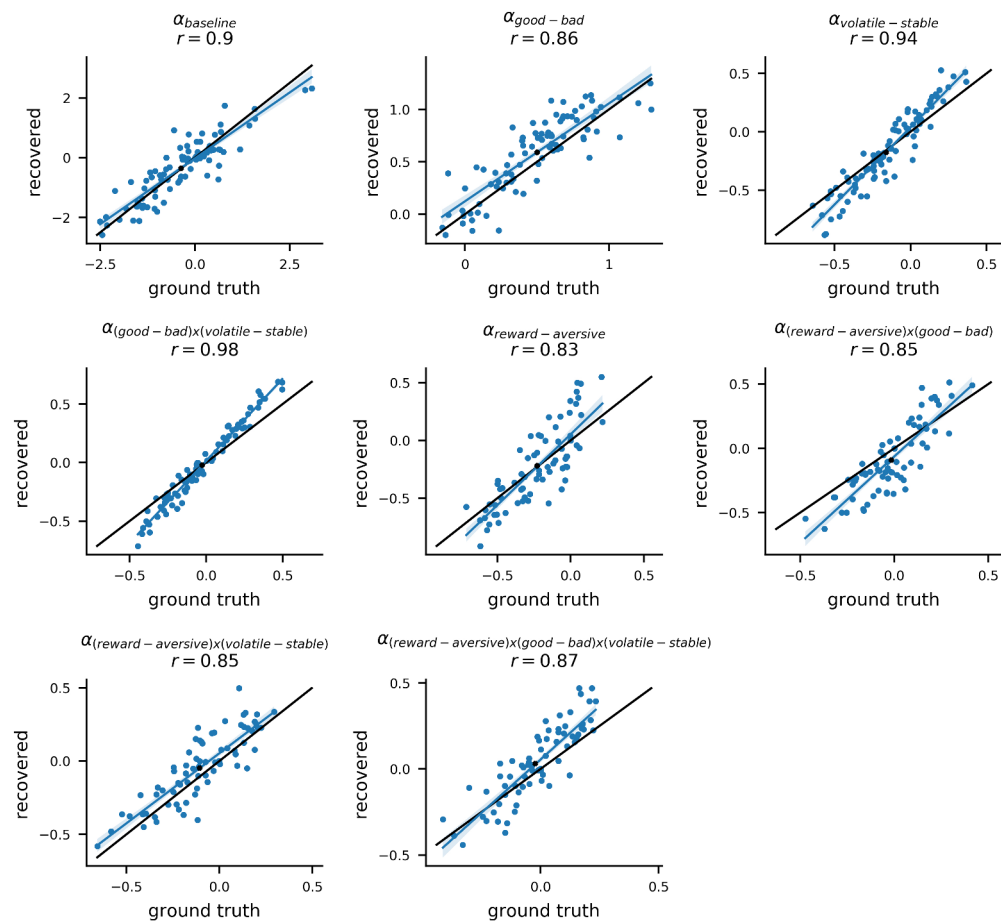 α_baseline
r = 0.9
recovered
2
0
−2
−2.5
0.0
2.5
ground truth
α_good − bad
r = 0.86
recovered
1.0
0.5
0.0
0
1
ground truth
α_volatile − stable
r = 0.94
recovered
0.5
0.0
−0.5
−0.5
0.0
0.5
ground truth
α_(good − bad)x(volatile − stable)
r = 0.98
recovered
0.5
0.0
−0.5
−0.5
0.0
0.5
ground truth
α_reward − aversive
r = 0.83
recovered
0.5
0.0
−0.5
−0.5
0.0
0.5
ground truth
α_(reward − aversive)x(good − bad)
r = 0.85
recovered
0.5
0.0
−0.5
−0.5
0.0
0.5
ground truth
α_(reward − aversive)x(volatile − stable)
r = 0.85
recovered
0.5
0.0
−0.5
−0.5
0.0
0.5
ground truth
α_(reward − aversive)x(good − bad)x(volatile − stable)
r = 0.87
recovered
0.5
0.0
−0.5
0.0
0.5
ground truth